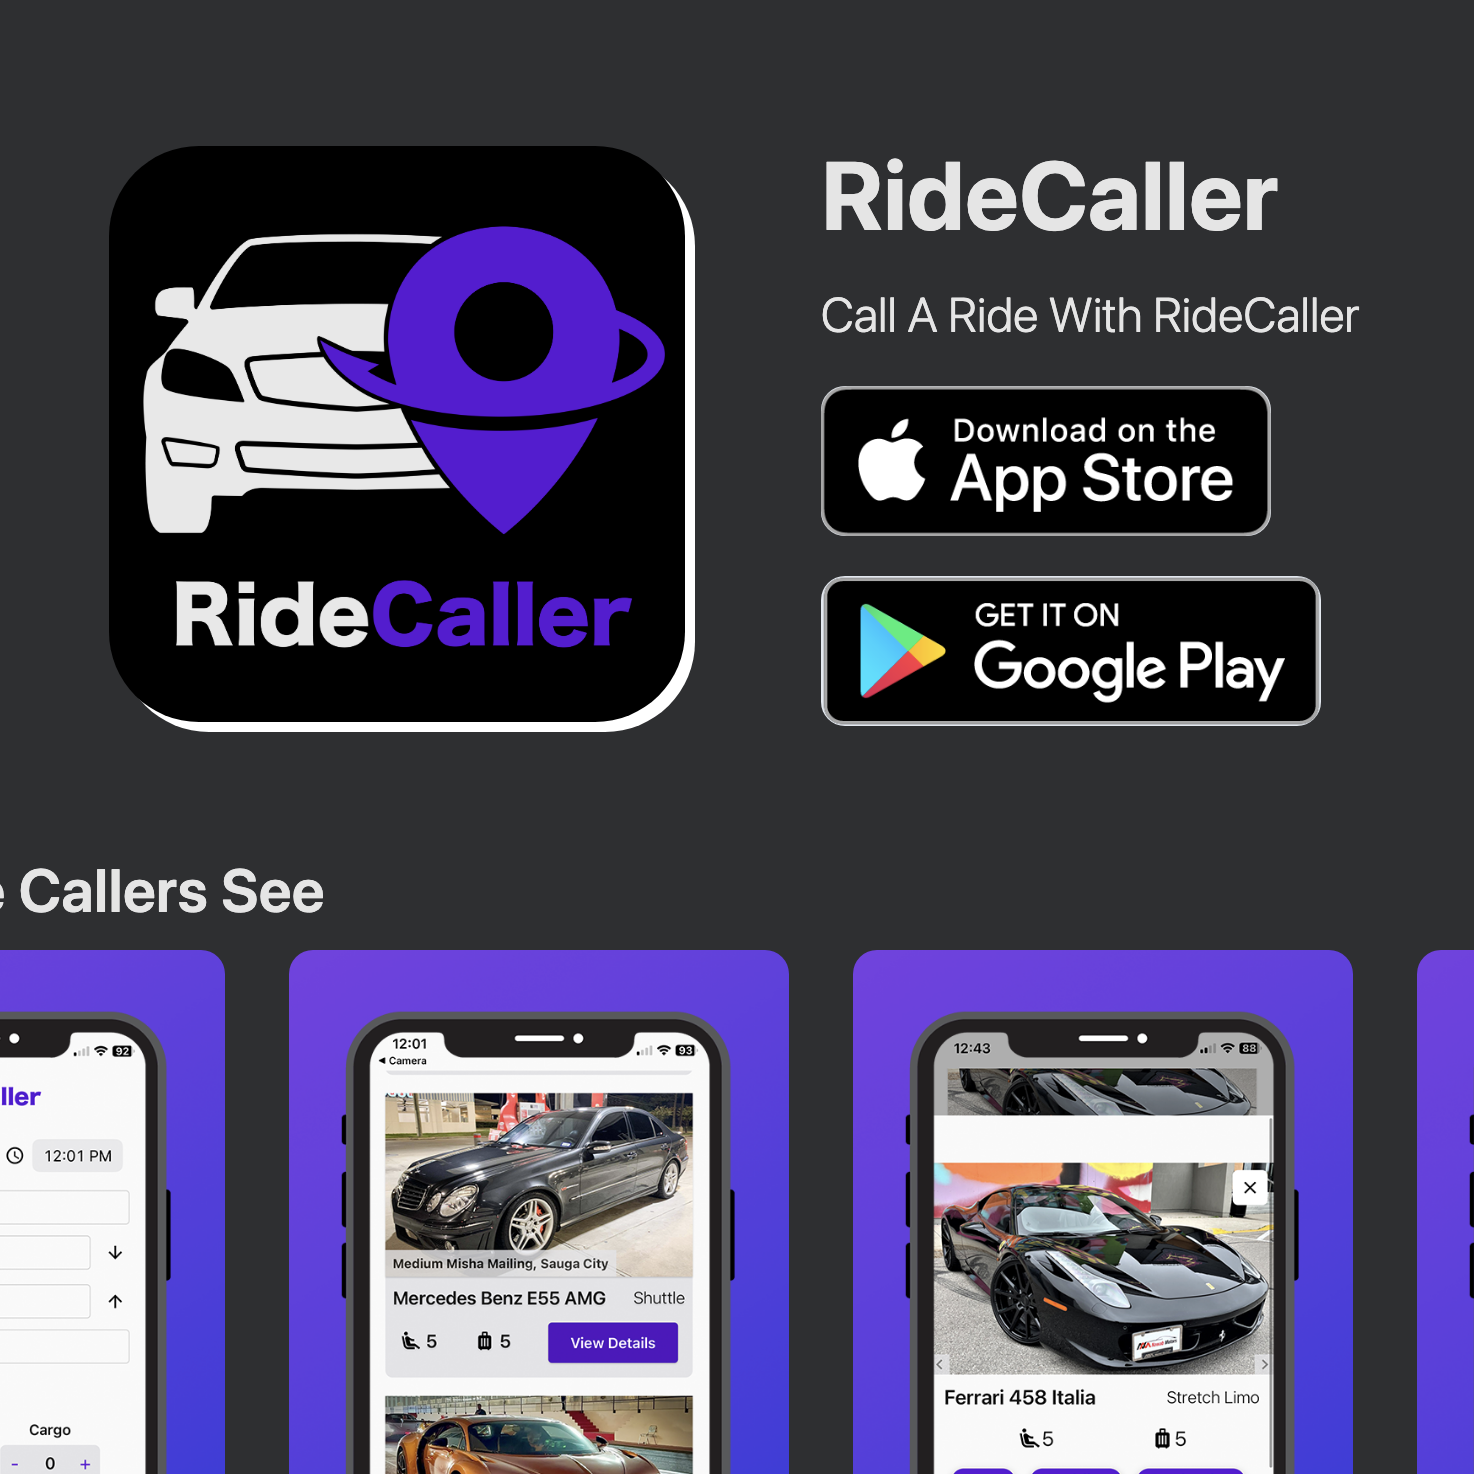 RideCaller
RideCaller
Call A Ride With RideCaller
Download on the
App Store
GET IT ON
Google Play
Callers See
92
ller
12:01 PM
Cargo
- 0 +
12:01
93
Camera
Medium Misha Mailing, Sauga City
Mercedes Benz E55 AMG
Shuttle
5
5
View Details
12:43
88
Ferrari 458 Italia
Stretch Limo
5
5